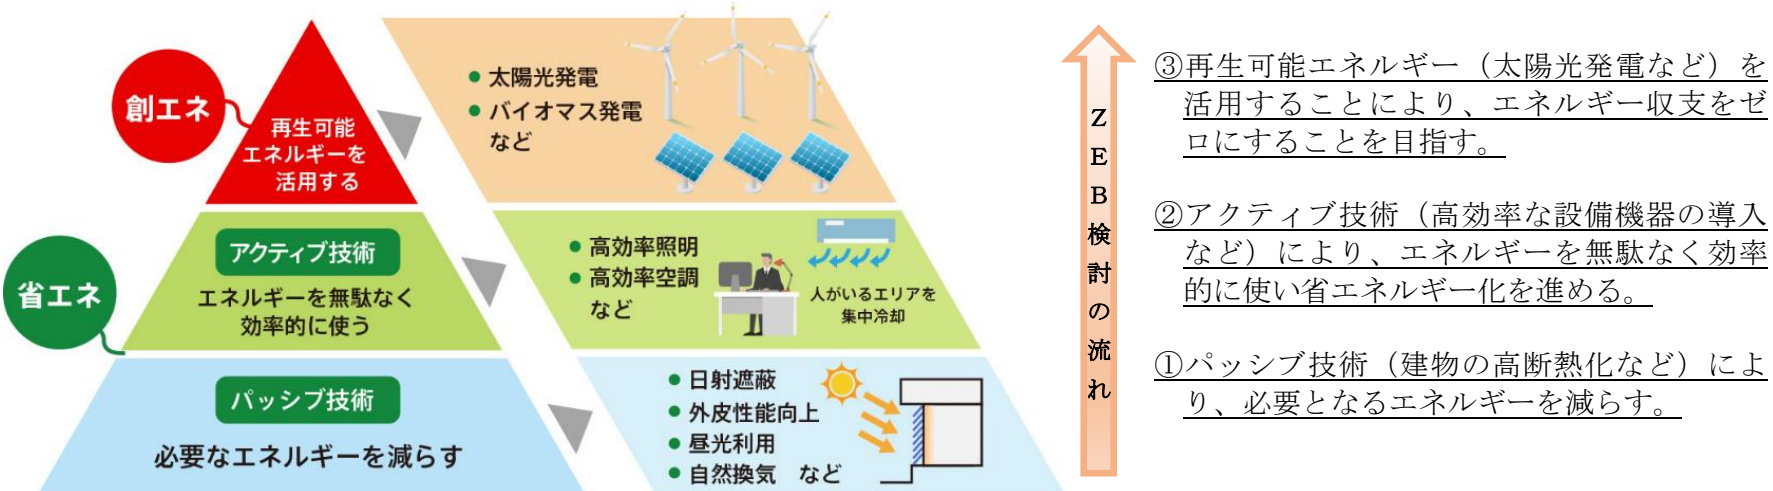 創エネ
再生可能
エネルギーを
活用する
● 太陽光発電
● バイオマス発電
など
省エネ
アクティブ技術
エネルギーを無駄なく
効率的に使う
● 高効率照明
● 高効率空調
など
人がいるエリアを
集中冷却
パッシブ技術
必要なエネルギーを減らす
● 日射遮蔽
● 外皮性能向上
● 昼光利用
● 自然換気　など
ZEB検討の流れ
③再生可能エネルギー（太陽光発電など）を
活用することにより、エネルギー収支をゼ
ロにすることを目指す。
②アクティブ技術（高効率な設備機器の導入
など）により、エネルギーを無駄なく効率
的に使い省エネルギー化を進める。
①パッシブ技術（建物の高断熱化など）によ
り、必要となるエネルギーを減らす。